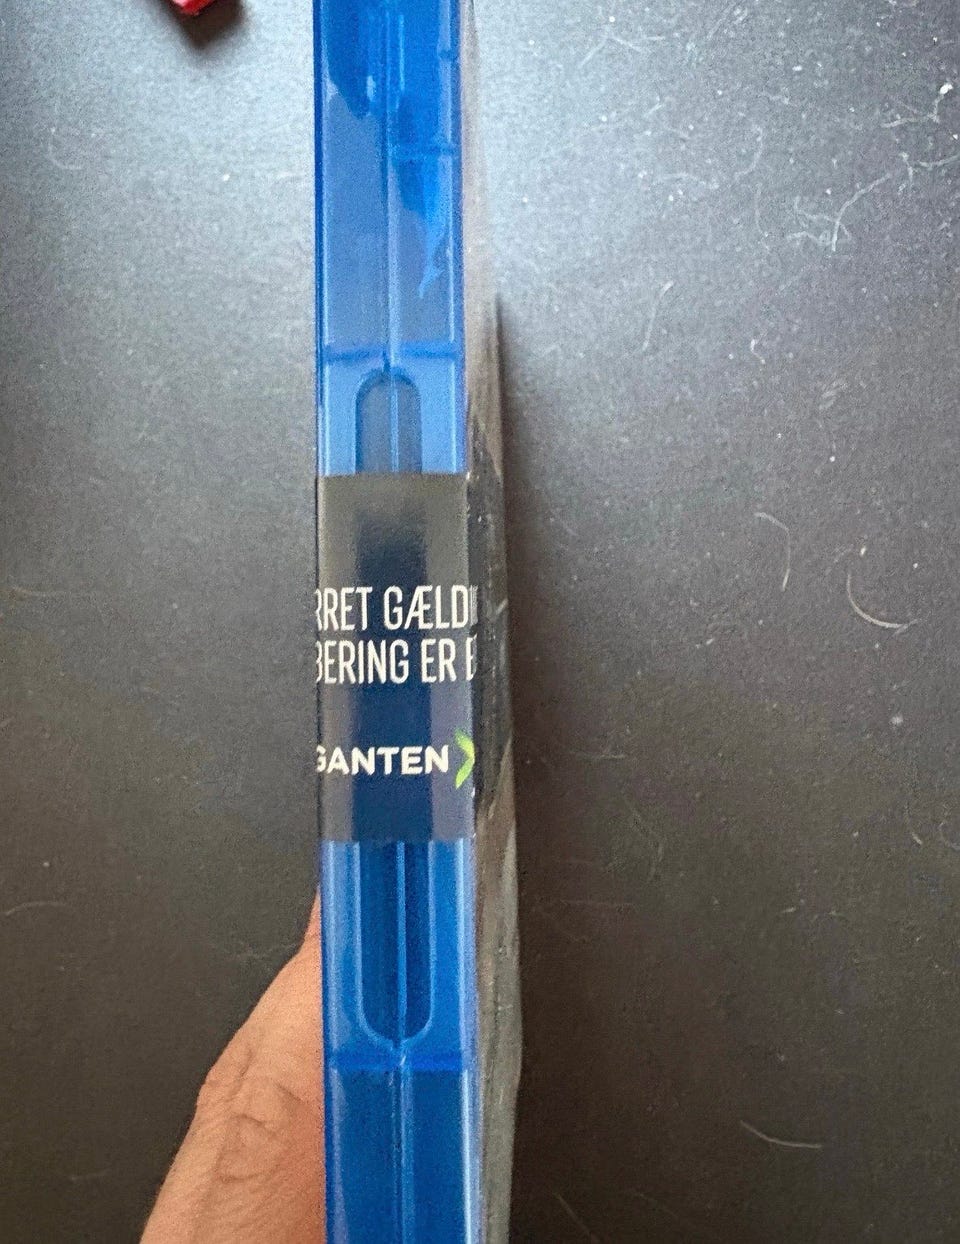 RRET GÆLD
BERING ER
GANTEN